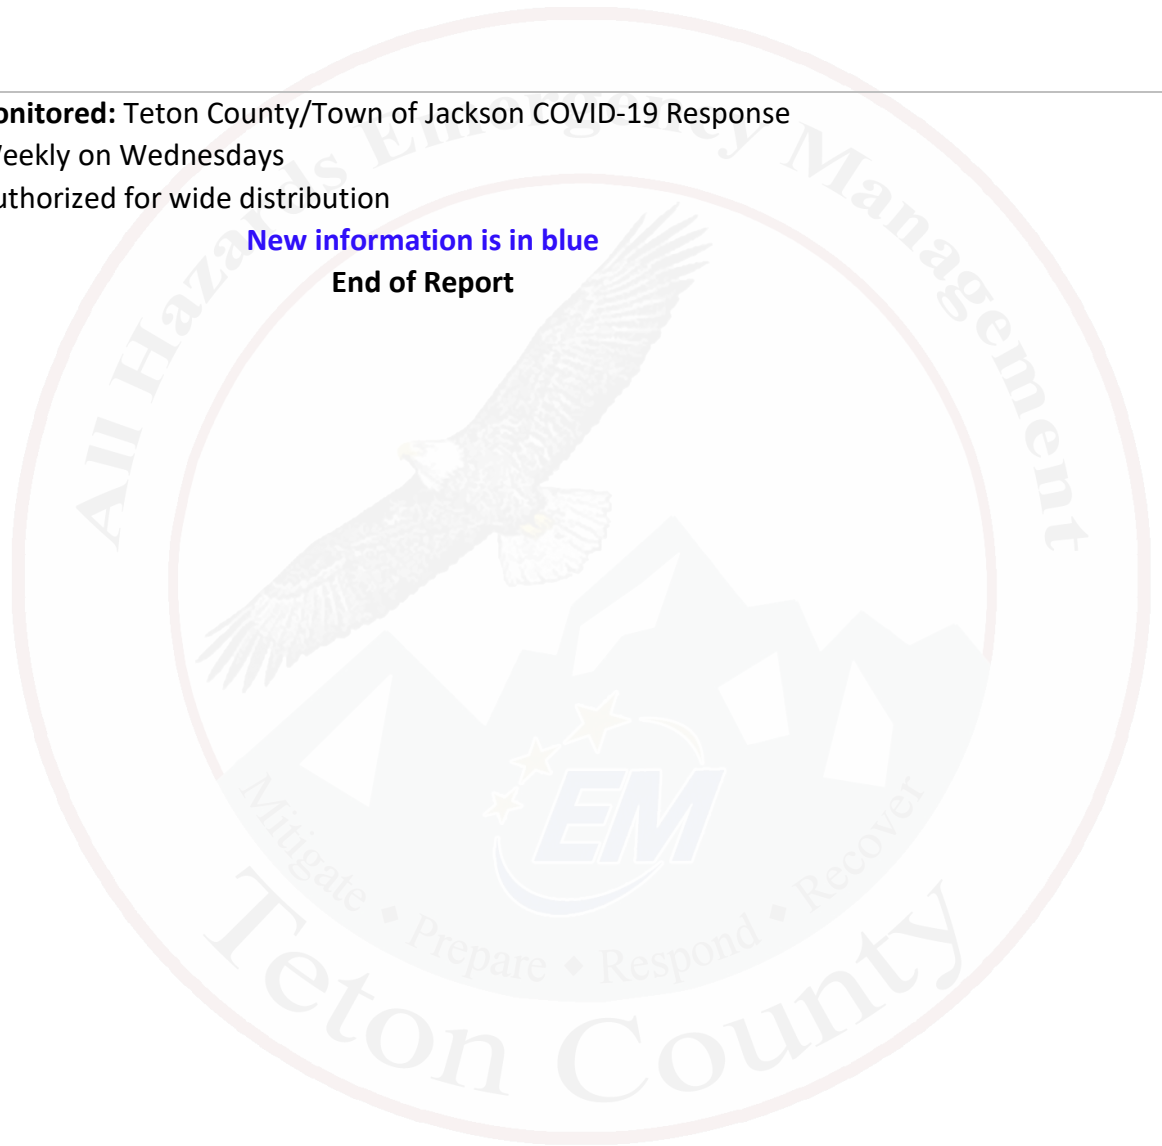 onitored: Teton County/Town of Jackson COVID-19 Response
eekly on Wednesdays
uthorized for wide distribution
New information is in blue
End of Report
All Hazards Emergency Management
EM
Mitigate ◆ Prepare ◆ Respond ◆ Recover
Teton County